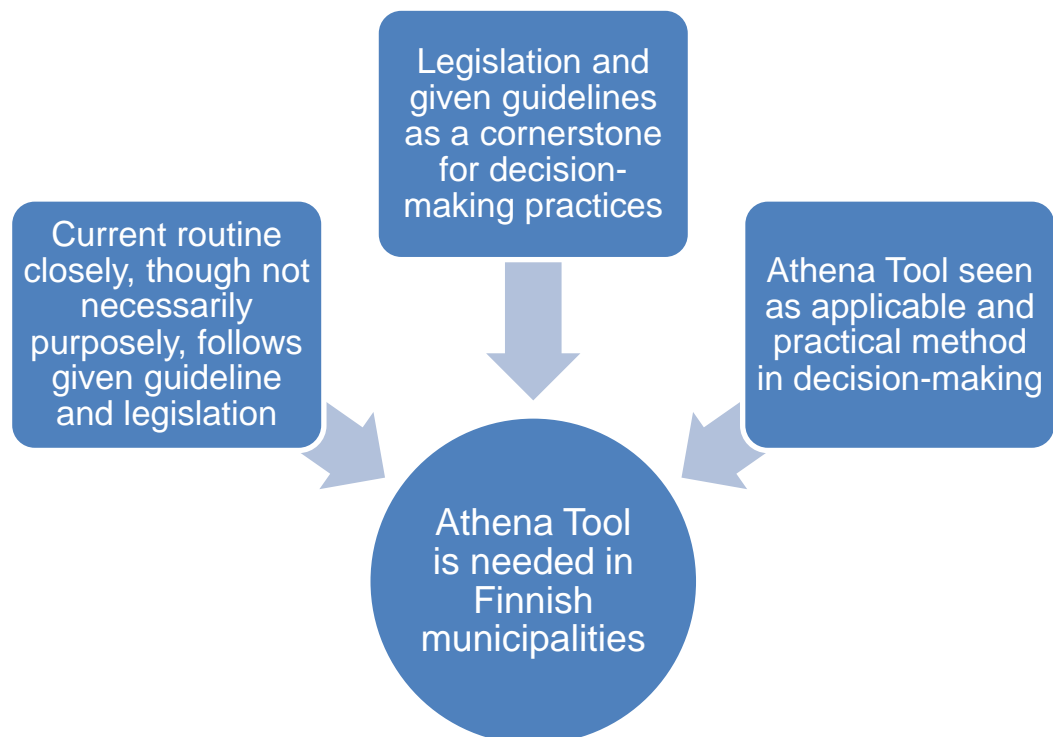 Legislation and
given guidelines
as a cornerstone
for decision-
making practices
Current routine
closely, though not
necessarily
purposely, follows
given guideline
and legislation
Athena Tool seen
as applicable and
practical method
in decision-making
Athena Tool
is needed in
Finnish
municipalities